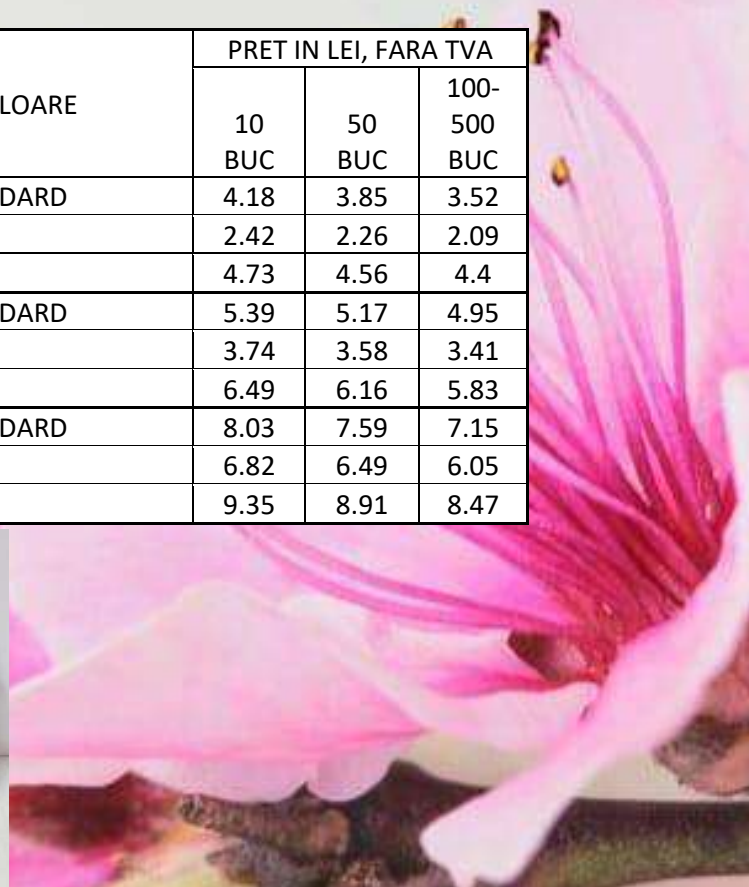 PRET IN LEI, FARA TVA
LOARE
10 BUC
50 BUC
100-500 BUC
DARD 4.18 3.85 3.52
2.42 2.26 2.09
4.73 4.56 4.4
DARD 5.39 5.17 4.95
3.74 3.58 3.41
6.49 6.16 5.83
DARD 8.03 7.59 7.15
6.82 6.49 6.05
9.35 8.91 8.47